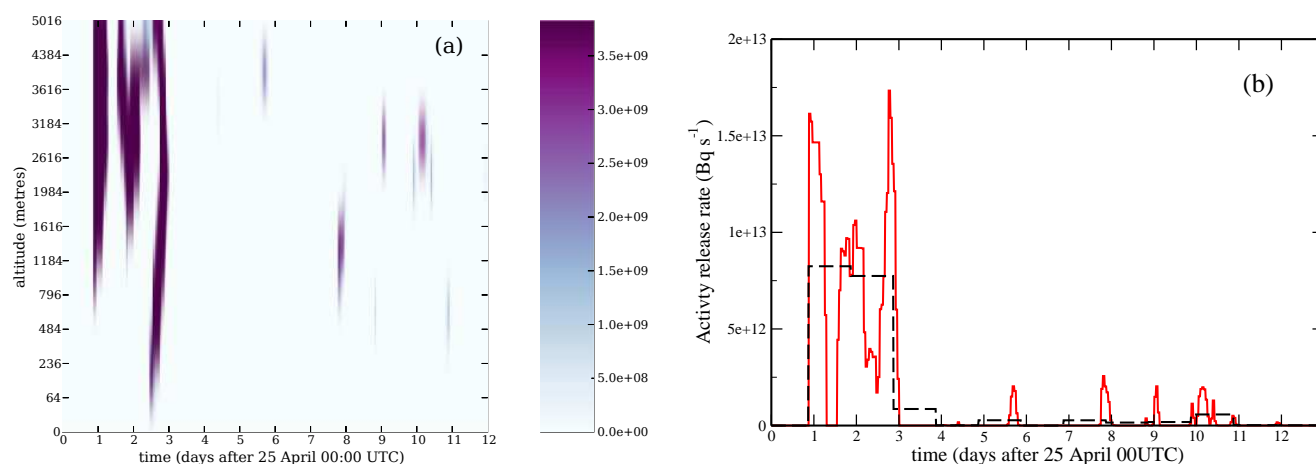 (a)
altitude (metres)
5016
4384
3616
3184
2616
1984
1616
1184
796
484
236
64
0
0 1 2 3 4 5 6 7 8 9 10 11 12
time (days after 25 April 00:00 UTC)
3.5e+09
3.0e+09
2.5e+09
2.0e+09
1.5e+09
1.0e+09
5.0e+08
0.0e+00
(b)
Activty release rate (Bq s⁻¹)
2e+13
1.5e+13
1e+13
5e+12
0
0 1 2 3 4 5 6 7 8 9 10 11 12
time (days after 25 April 00UTC)